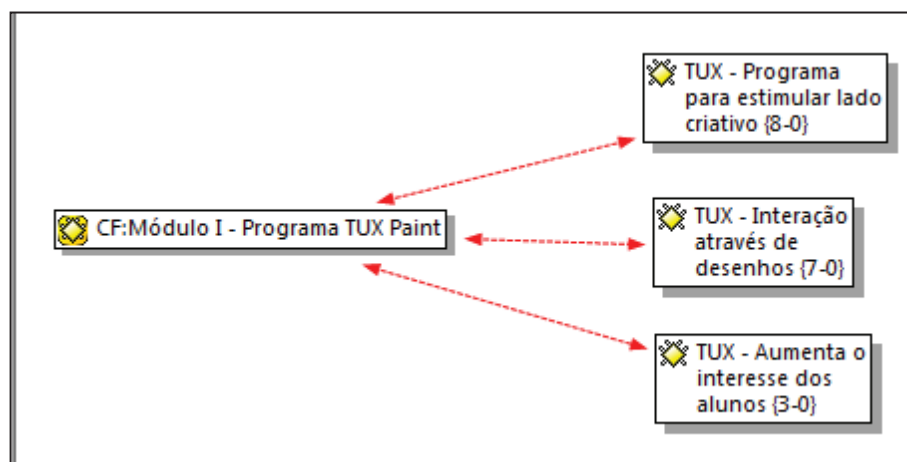 TUX - Programa
para estimular lado
criativo {8-0}
CF:Módulo I - Programa TUX Paint
TUX - Interação
através de
desenhos {7-0}
TUX - Aumenta o
interesse dos
alunos {3-0}